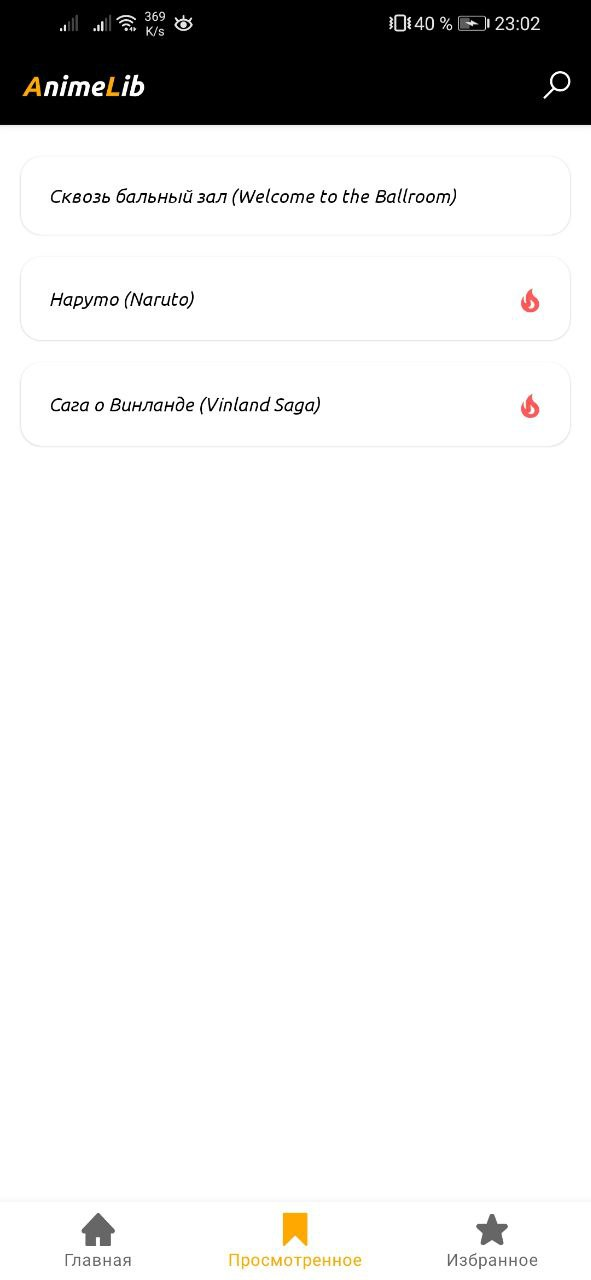 369
K/s
40 % 23:02
AnimeLib
Сквозь бальный зал (Welcome to the Ballroom)
Наруто (Naruto)
Сага о Винланде (Vinland Saga)
Главная Просмотренное Избранное